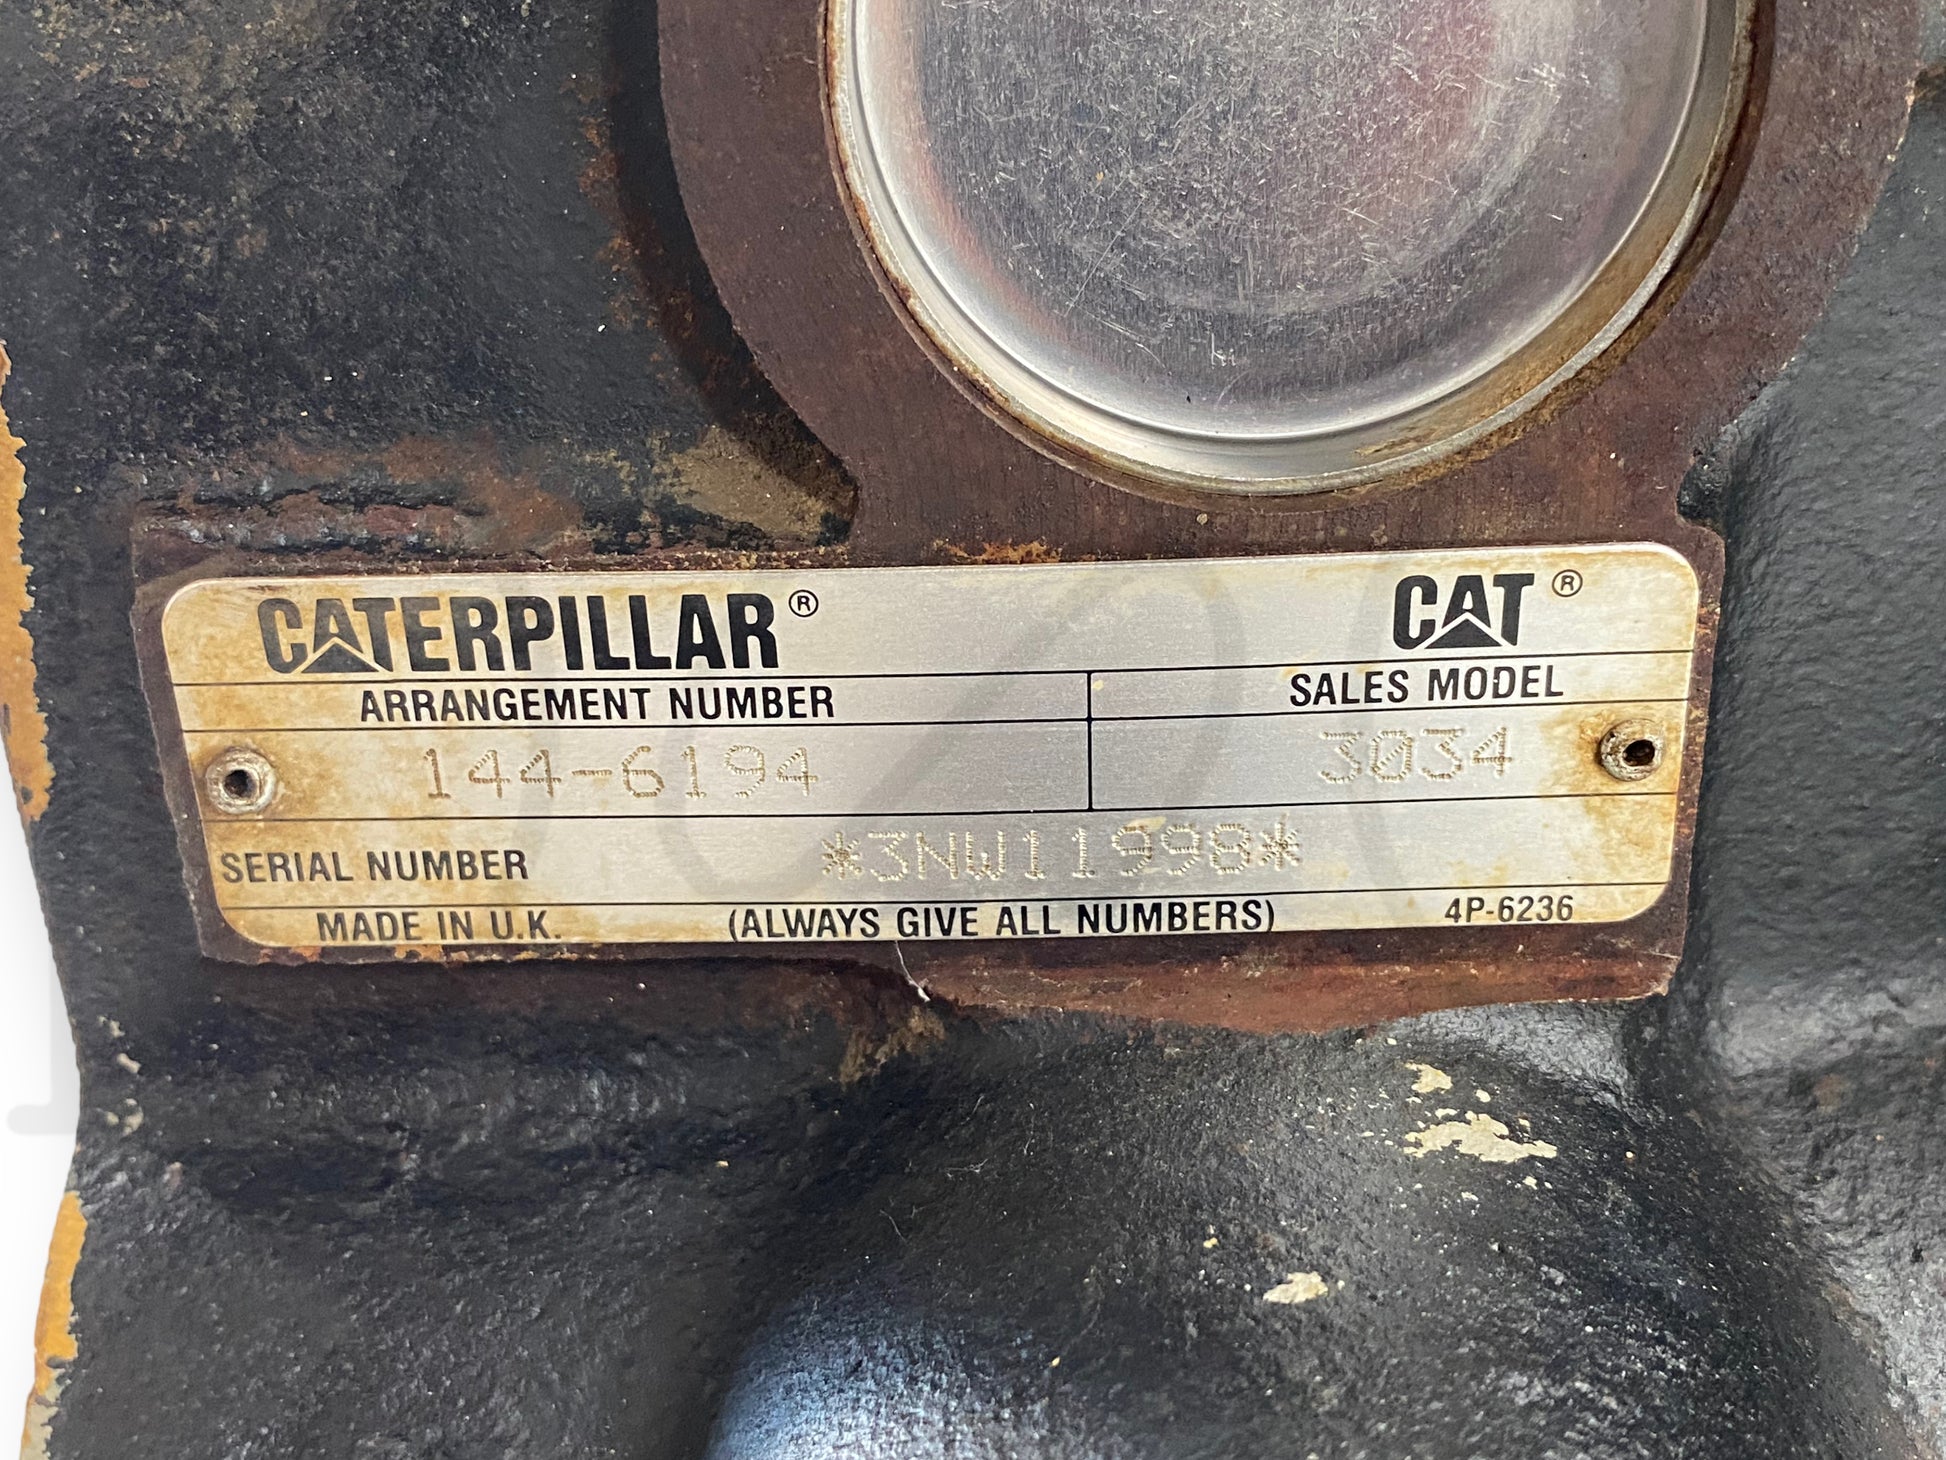 CATERPILLAR® CAT®
ARRANGEMENT NUMBER SALES MODEL
144-6194 3034
SERIAL NUMBER *3NW11998*
MADE IN U.K. (ALWAYS GIVE ALL NUMBERS) 4P-6236